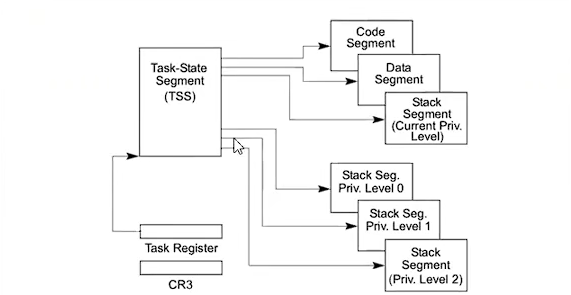 Code
Segment
Task-State
Segment
(TSS)
Data
Segment
Stack
Segment
(Current Priv.
Level)
Stack Seg.
Priv. Level 0
Stack Seg.
Priv. Level 1
Task Register
Stack
Segment
(Priv. Level 2)
CR3